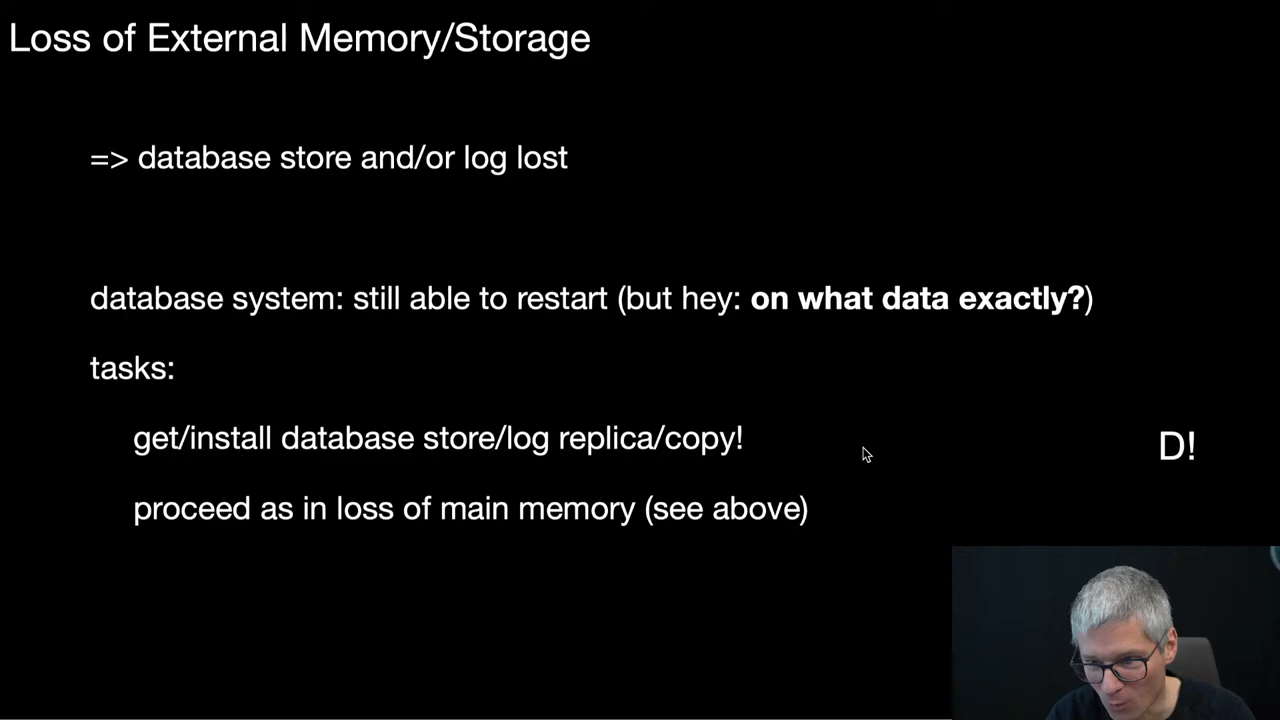 Loss of External Memory/Storage
=> database store and/or log lost
database system: still able to restart (but hey: on what data exactly?)
tasks:
get/install database store/log replica/copy!
D!
proceed as in loss of main memory (see above)